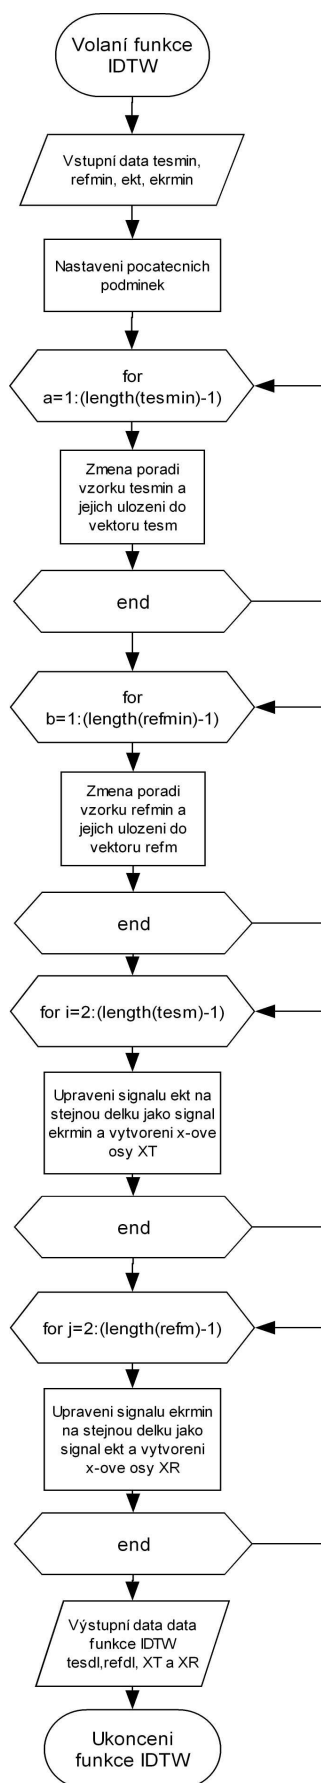 Volaní funkce
IDTW
Vstupní data tesmin,
refmin, ekt, ekrmin
Nastaveni pocatecnich
podminek
for
a=1:(length(tesmin)-1)
Zmena poradi
vzorku tesmin a
jejich ulozeni do
vektoru tesm
end
for
b=1:(length(refmin)-1)
Zmena poradi
vzorku refmin a
jejich ulozeni do
vektoru refm
end
for i=2:(length(tesm)-1)
Upraveni signalu ekt na
stejnou delku jako signal
ekrmin a vytvoreni x-ove
osy XT
end
for j=2:(length(refm)-1)
Upraveni signalu ekrmin
na stejnou delku jako
signal ekt a vytvoreni
x-ove osy XR
end
Výstupní data data
funkce IDTW
tesdl,refdl, XT a XR
Ukonceni
funkce IDTW